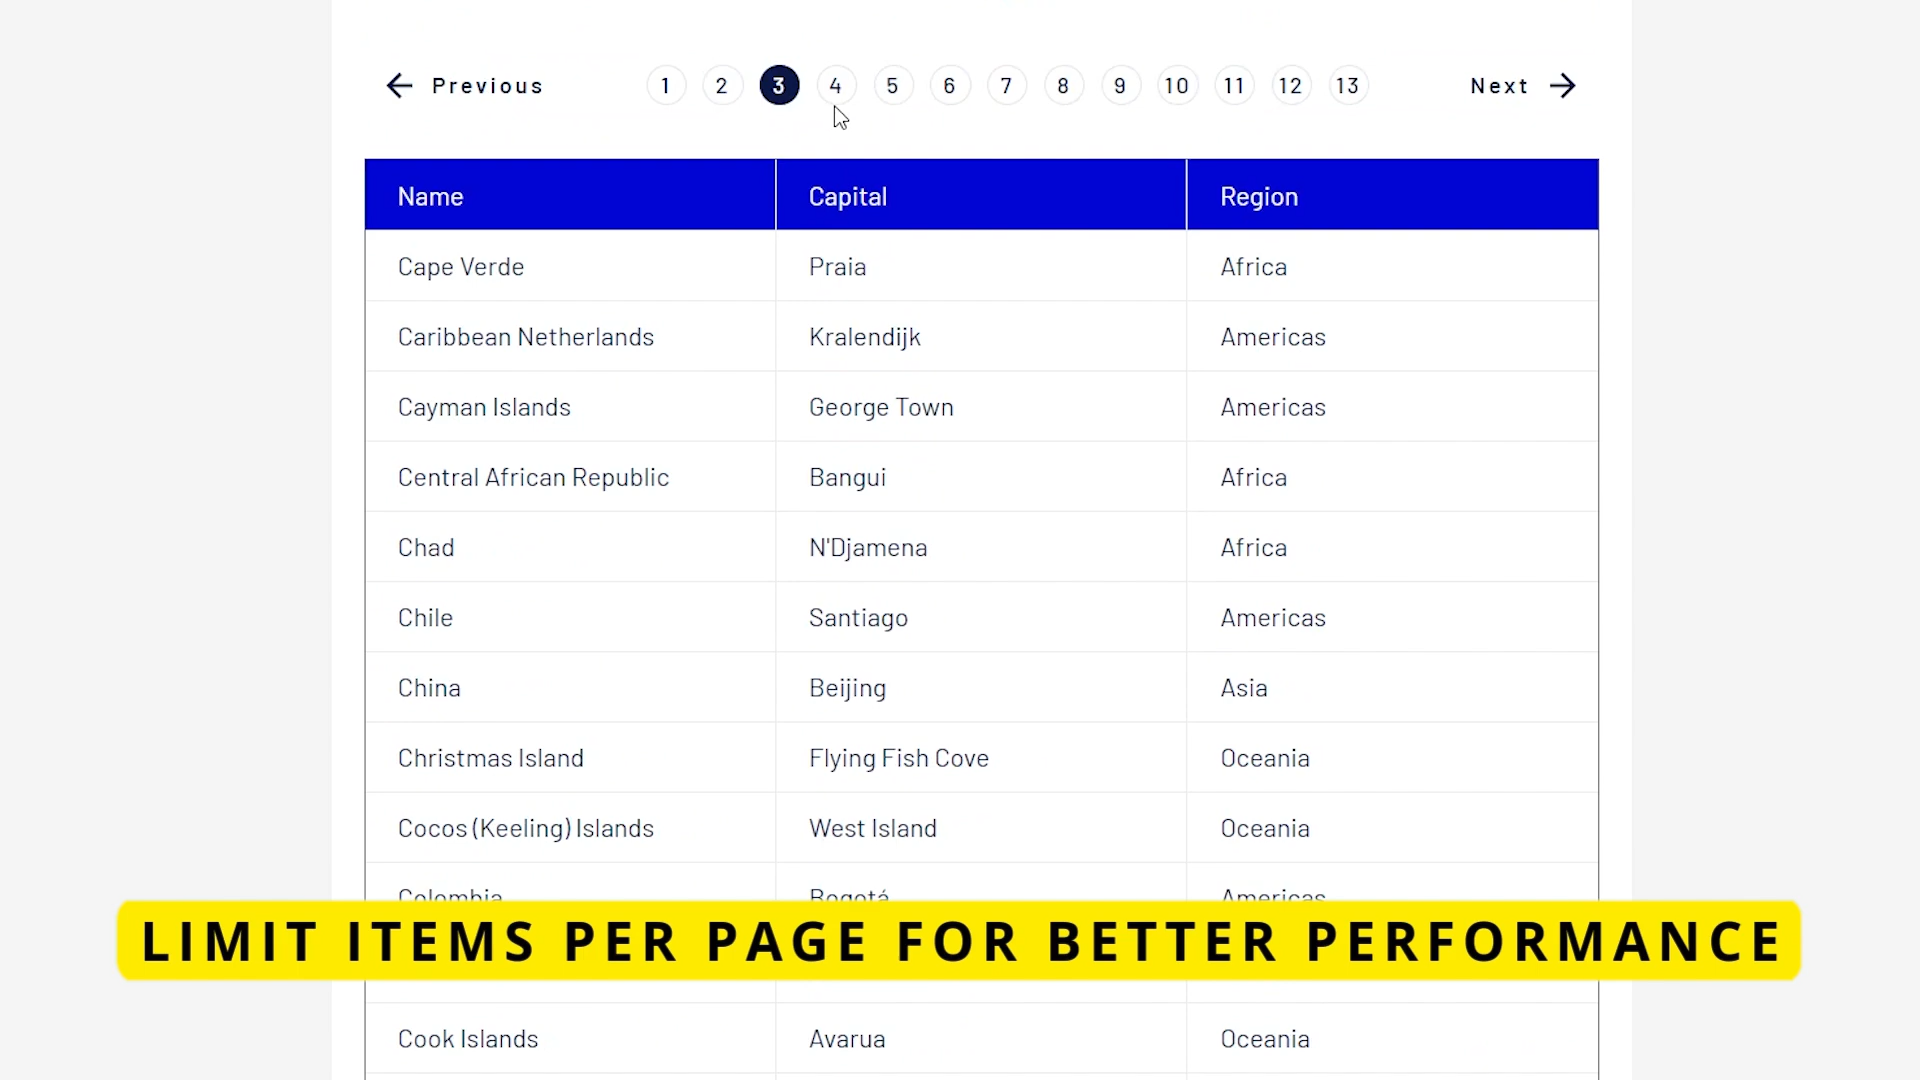 Previous 1 2 3 4 5 6 7 8 9 10 11 12 13 Next
Name Capital Region
Cape Verde Praia Africa
Caribbean Netherlands Kralendijk Americas
Cayman Islands George Town Americas
Central African Republic Bangui Africa
Chad N'Djamena Africa
Chile Santiago Americas
China Beijing Asia
Christmas Island Flying Fish Cove Oceania
Cocos (Keeling) Islands West Island Oceania
Colombia Bogotá Americas
LIMIT ITEMS PER PAGE FOR BETTER PERFORMANCE
Cook Islands Avarua Oceania